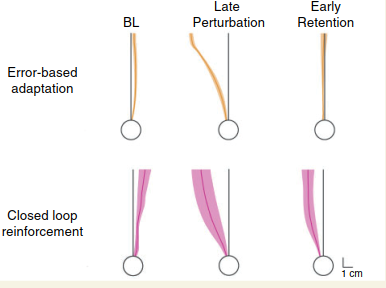 BL
Late
Perturbation
Early
Retention
Error-based
adaptation
Closed loop
reinforcement
1 cm